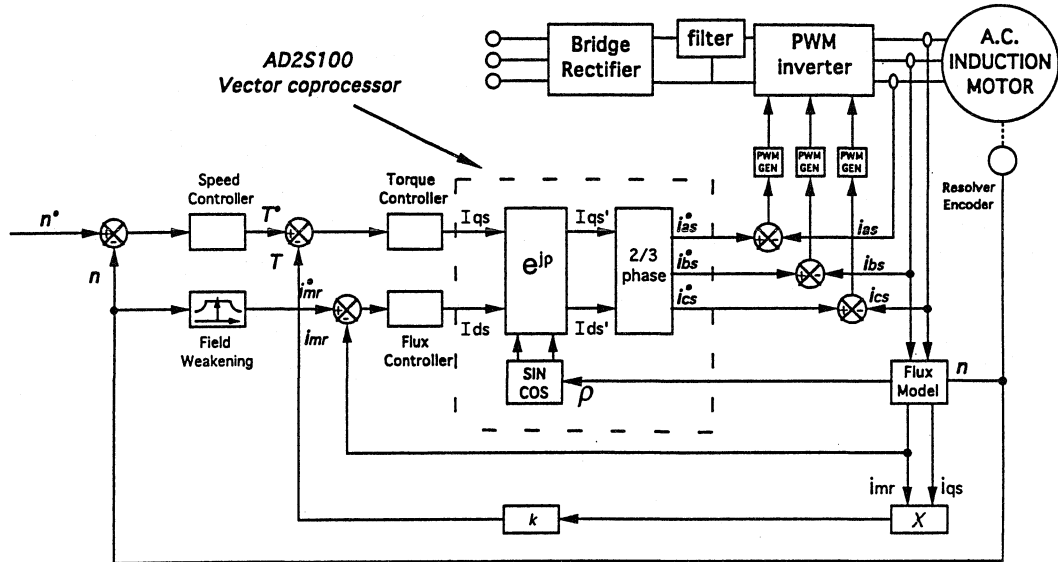 AD2S100
Vector coprocessor
Bridge
Rectifier
filter
PWM
inverter
A.C.
INDUCTION
MOTOR
PWM
GEN
PWM
GEN
PWM
GEN
Resolver
Encoder
Speed
Controller
Torque
Controller
n*
T*
T
n
Iqs
Iqs'
ejρ
2/3
phase
i*as
i*bs
i*cs
ias
ibs
ics
i*mr
imr
Field
Weakening
Flux
Controller
Ids
Ids'
SIN
COS
ρ
Flux
Model
n
imr
iqs
k
X